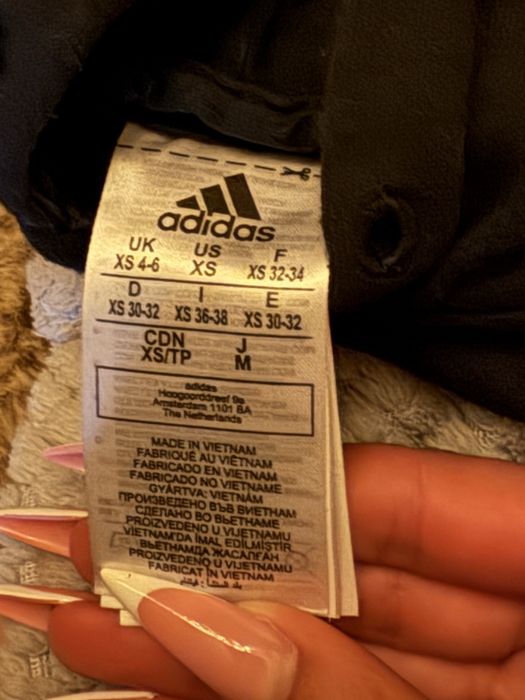 adidas
UK US F
XS 4-6 XS XS 32-34
D I E
XS 30-32 XS 36-38 XS 30-32
CDN J
XS/TP M
adidas
Hoogoorddreef 9a
Amsterdam 1101 BA
The Netherlands
MADE IN VIETNAM
FABRIQUÉ AU VIÊTNAM
FABRICADO EN VIETNAM
FABRICADO NO VIETNAME
GYÁRTVA: VIETNÁM
ПРОИЗВЕДЕНО ВЪВ ВИЕТНАМ
СДЕЛАНО ВО ВЬЕТНАМЕ
PROIZVEDENO U VIJETNAMU
VIETNAM'DA İMAL EDİLMİŞTİR
ВЬЕТНАМДА ЖАСАЛҒАН
PROIZVEDENO U VIJETNAMU
FABRICAT ÎN VIETNAM